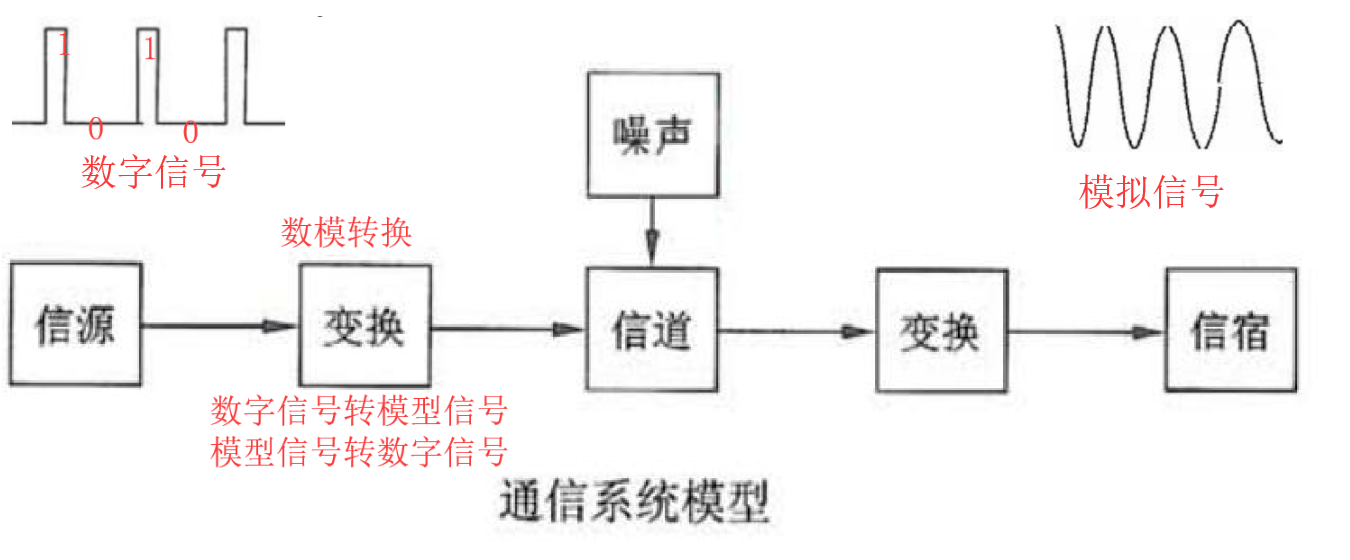 1
1
0
0
数字信号
噪声
模拟信号
数模转换
信源
变换
信道
变换
信宿
数字信号转模型信号
模型信号转数字信号
通信系统模型